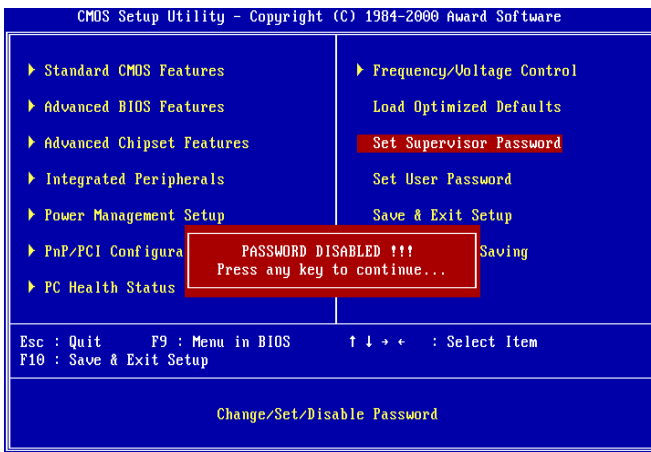 CMOS Setup Utility - Copyright (C) 1984-2000 Award Software
▶ Standard CMOS Features
▶ Advanced BIOS Features
▶ Advanced Chipset Features
▶ Integrated Peripherals
▶ Power Management Setup
▶ PnP/PCI Configura
▶ PC Health Status
▶ Frequency/Voltage Control
Load Optimized Defaults
Set Supervisor Password
Set User Password
Save & Exit Setup
Saving
PASSWORD DISABLED !!!
Press any key to continue...
Esc : Quit F9 : Menu in BIOS ↑ ↓ → ← : Select Item
F10 : Save & Exit Setup
Change/Set/Disable Password